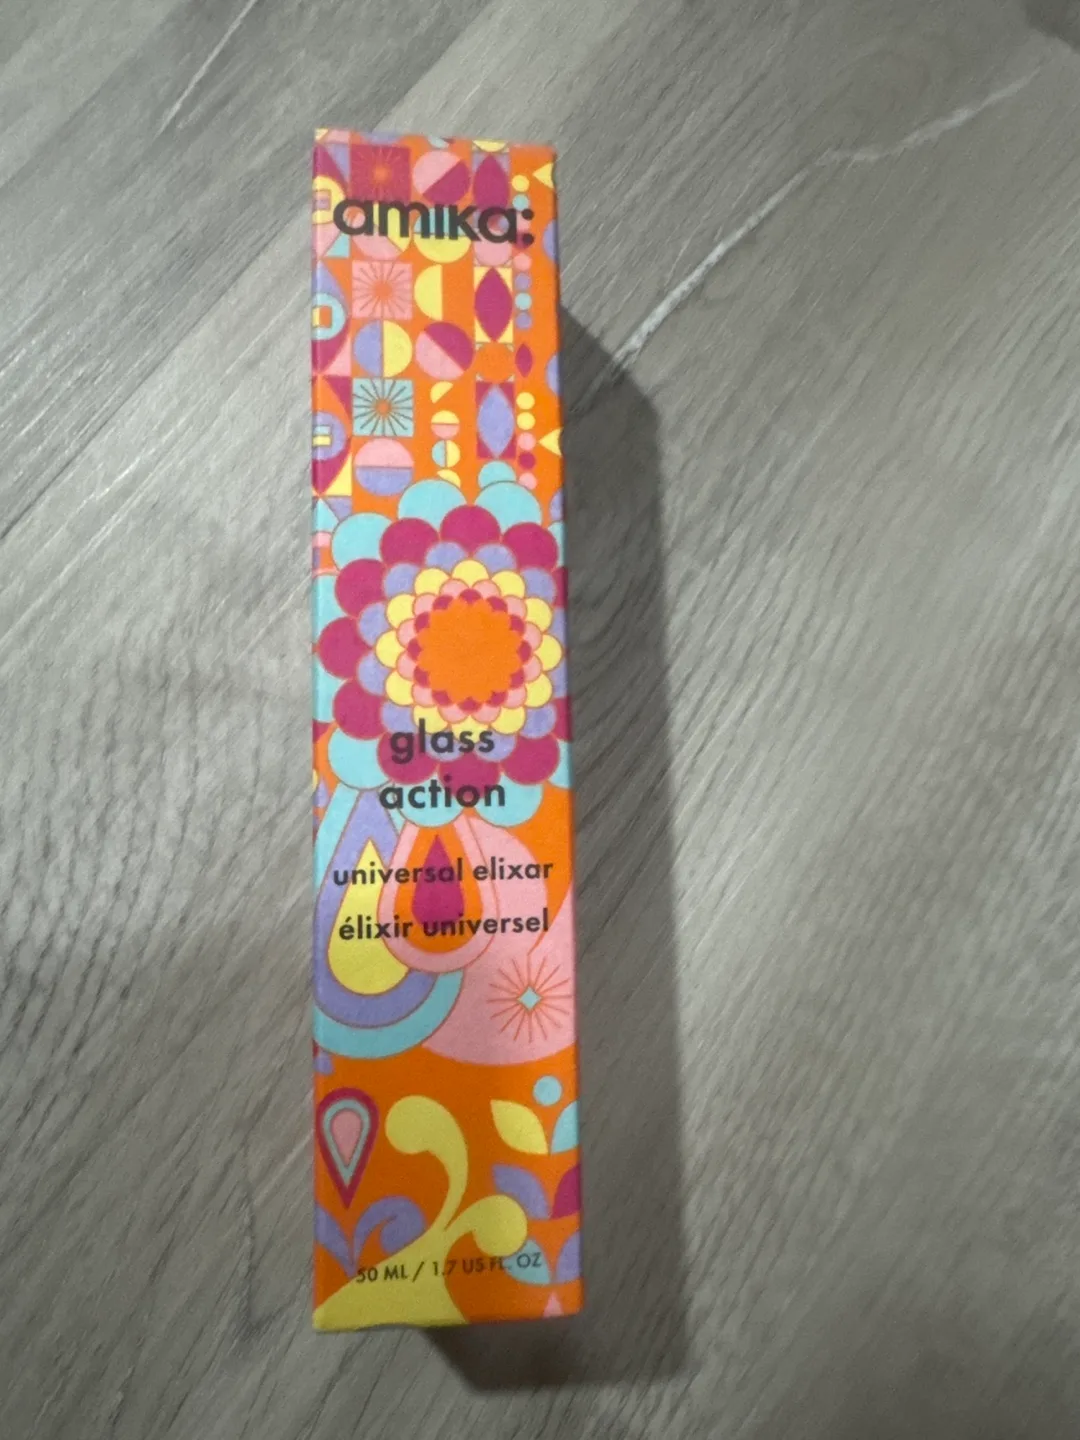 amika:
glass
action
universal elixar
élixir universel
50 ML / 1.7 US FL. OZ